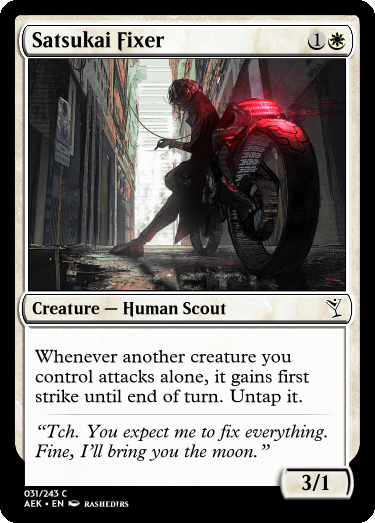 Satsukai Fixer 1
Creature — Human Scout
Whenever another creature you
control attacks alone, it gains first
strike until end of turn. Untap it.
“Tch. You expect me to fix everything.
Fine, I’ll bring you the moon.”
3/1
031/243 C
AEK • EN RASHEDJRS